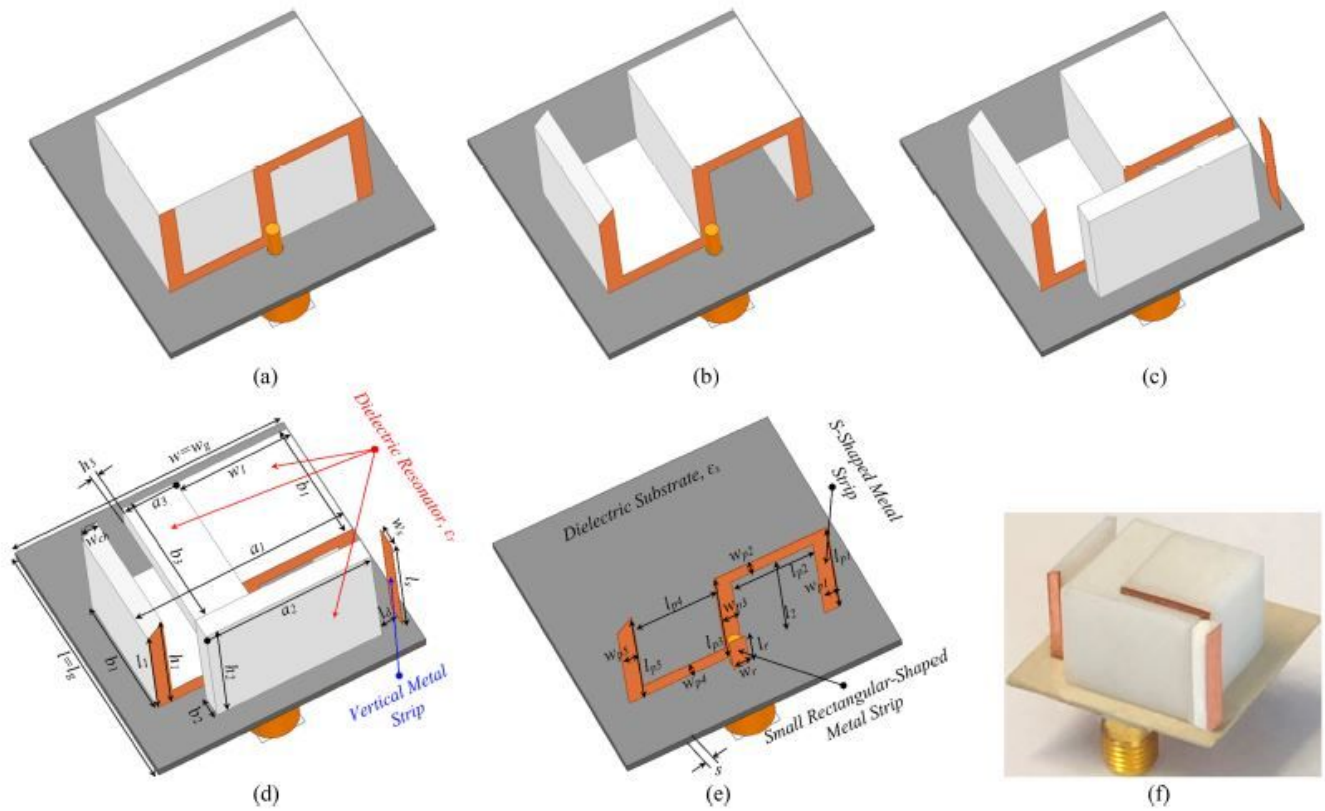 (a)
(b)
(c)
h3
w=wg
a3
w1
b1
Dielectric Resonator, εr
wch
a1
b3
ws
ls
a2
ld
l=lg
b1
l1
h1
h2
b2
Vertical Metal
Strip
(d)
Dielectric Substrate, εs
S-Shaped Metal
Strip
wp2
lp1
lp2
wp1
lp4
wp3
l2
wp5
lp5
lp3
lr
wp4
wr
Small Rectangular-Shaped
Metal Strip
s
(e)
(f)